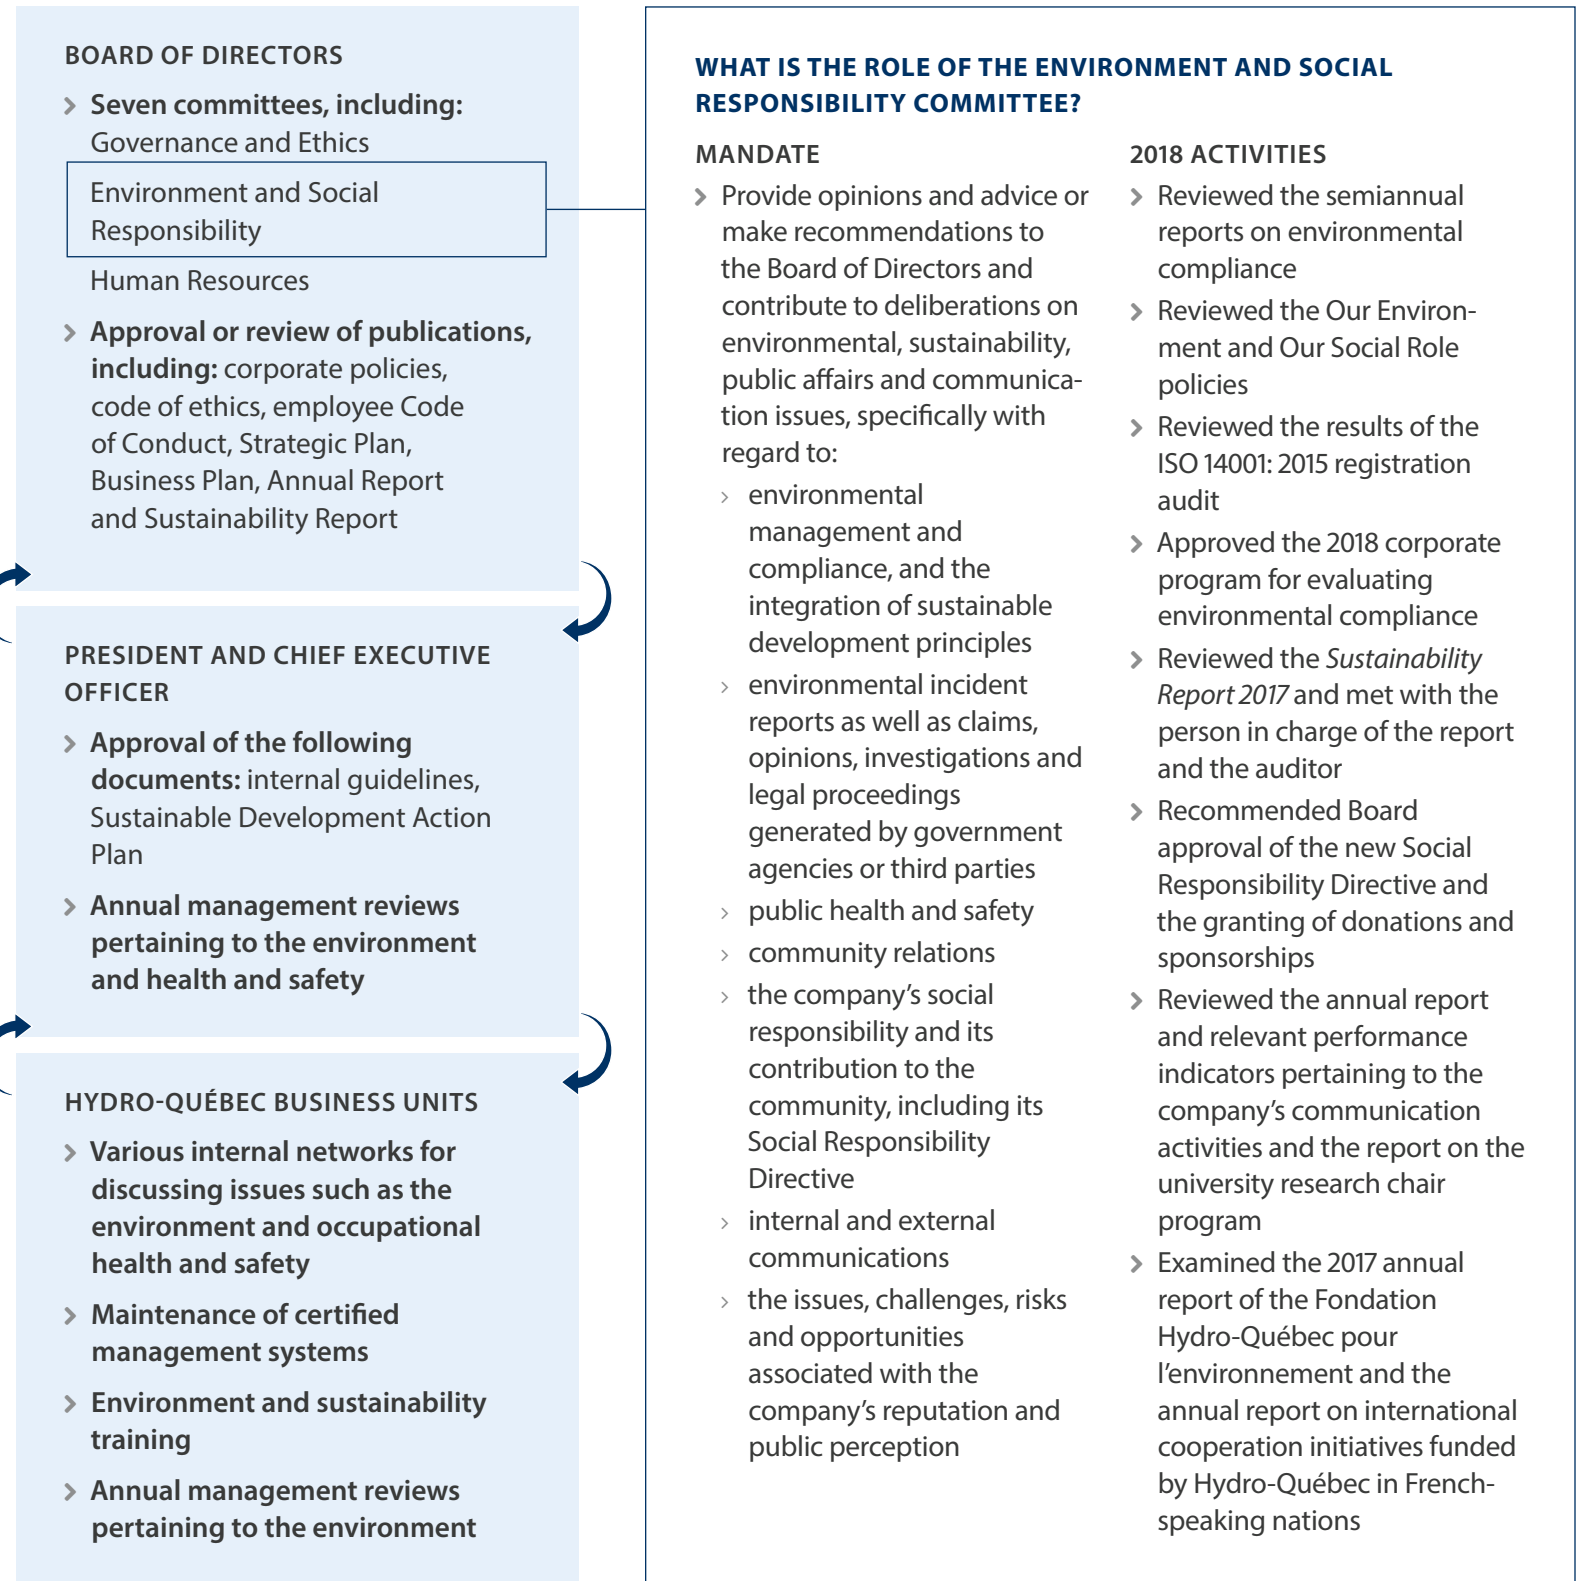 BOARD OF DIRECTORS
› Seven committees, including:
Governance and Ethics
Environment and Social
Responsibility
Human Resources
› Approval or review of publications,
including: corporate policies,
code of ethics, employee Code
of Conduct, Strategic Plan,
Business Plan, Annual Report
and Sustainability Report
PRESIDENT AND CHIEF EXECUTIVE
OFFICER
› Approval of the following
documents: internal guidelines,
Sustainable Development Action
Plan
› Annual management reviews
pertaining to the environment
and health and safety
HYDRO-QUÉBEC BUSINESS UNITS
› Various internal networks for
discussing issues such as the
environment and occupational
health and safety
› Maintenance of certified
management systems
› Environment and sustainability
training
› Annual management reviews
pertaining to the environment
WHAT IS THE ROLE OF THE ENVIRONMENT AND SOCIAL
RESPONSIBILITY COMMITTEE?
MANDATE
› Provide opinions and advice or
make recommendations to
the Board of Directors and
contribute to deliberations on
environmental, sustainability,
public affairs and communica-
tion issues, specifically with
regard to:
› environmental
management and
compliance, and the
integration of sustainable
development principles
› environmental incident
reports as well as claims,
opinions, investigations and
legal proceedings
generated by government
agencies or third parties
› public health and safety
› community relations
› the company’s social
responsibility and its
contribution to the
community, including its
Social Responsibility
Directive
› internal and external
communications
› the issues, challenges, risks
and opportunities
associated with the
company’s reputation and
public perception
2018 ACTIVITIES
› Reviewed the semiannual
reports on environmental
compliance
› Reviewed the Our Environ-
ment and Our Social Role
policies
› Reviewed the results of the
ISO 14001: 2015 registration
audit
› Approved the 2018 corporate
program for evaluating
environmental compliance
› Reviewed the Sustainability
Report 2017 and met with the
person in charge of the report
and the auditor
› Recommended Board
approval of the new Social
Responsibility Directive and
the granting of donations and
sponsorships
› Reviewed the annual report
and relevant performance
indicators pertaining to the
company’s communication
activities and the report on the
university research chair
program
› Examined the 2017 annual
report of the Fondation
Hydro-Québec pour
l’environnement and the
annual report on international
cooperation initiatives funded
by Hydro-Québec in French-
speaking nations